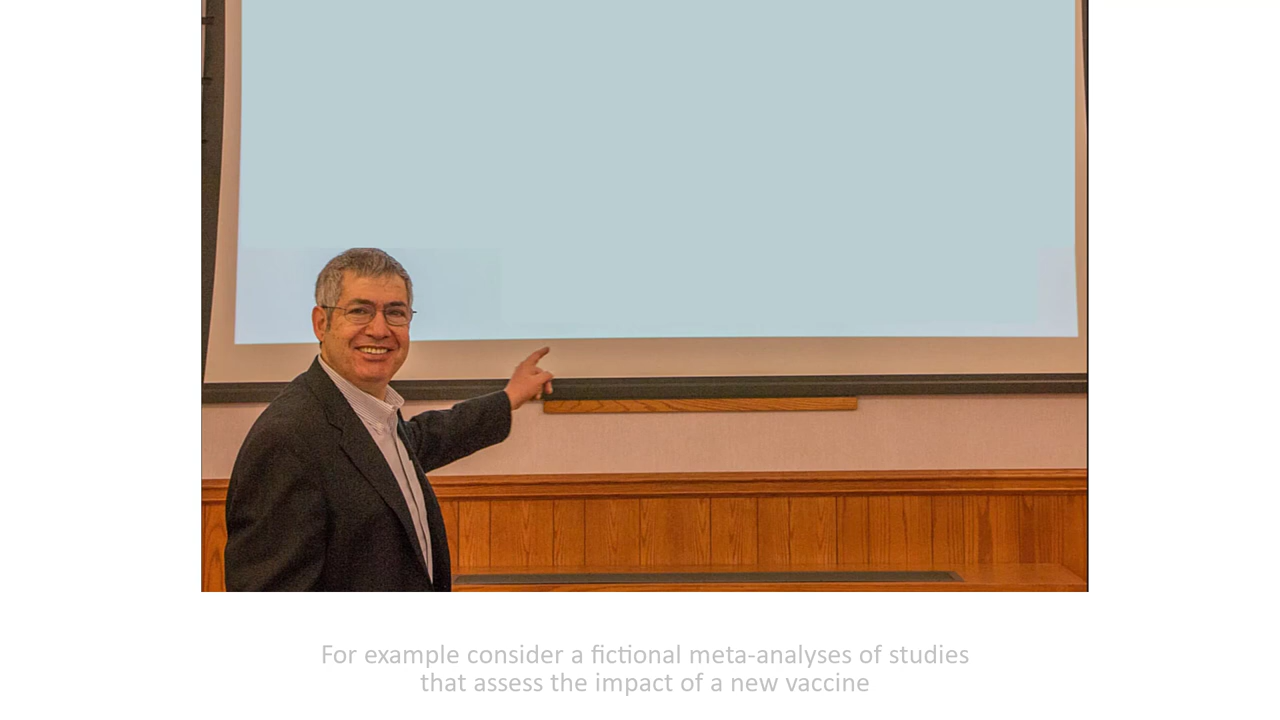 For example consider a fictional meta-analyses of studies
that assess the impact of a new vaccine